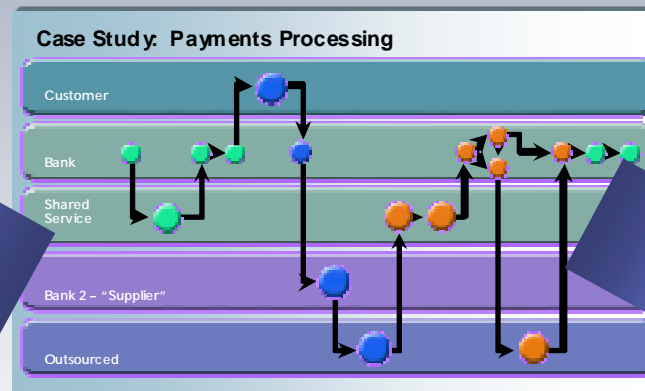 Case Study: Payments Processing
Customer
Bank
Shared
Service
Bank 2 – “Supplier”
Outsourced